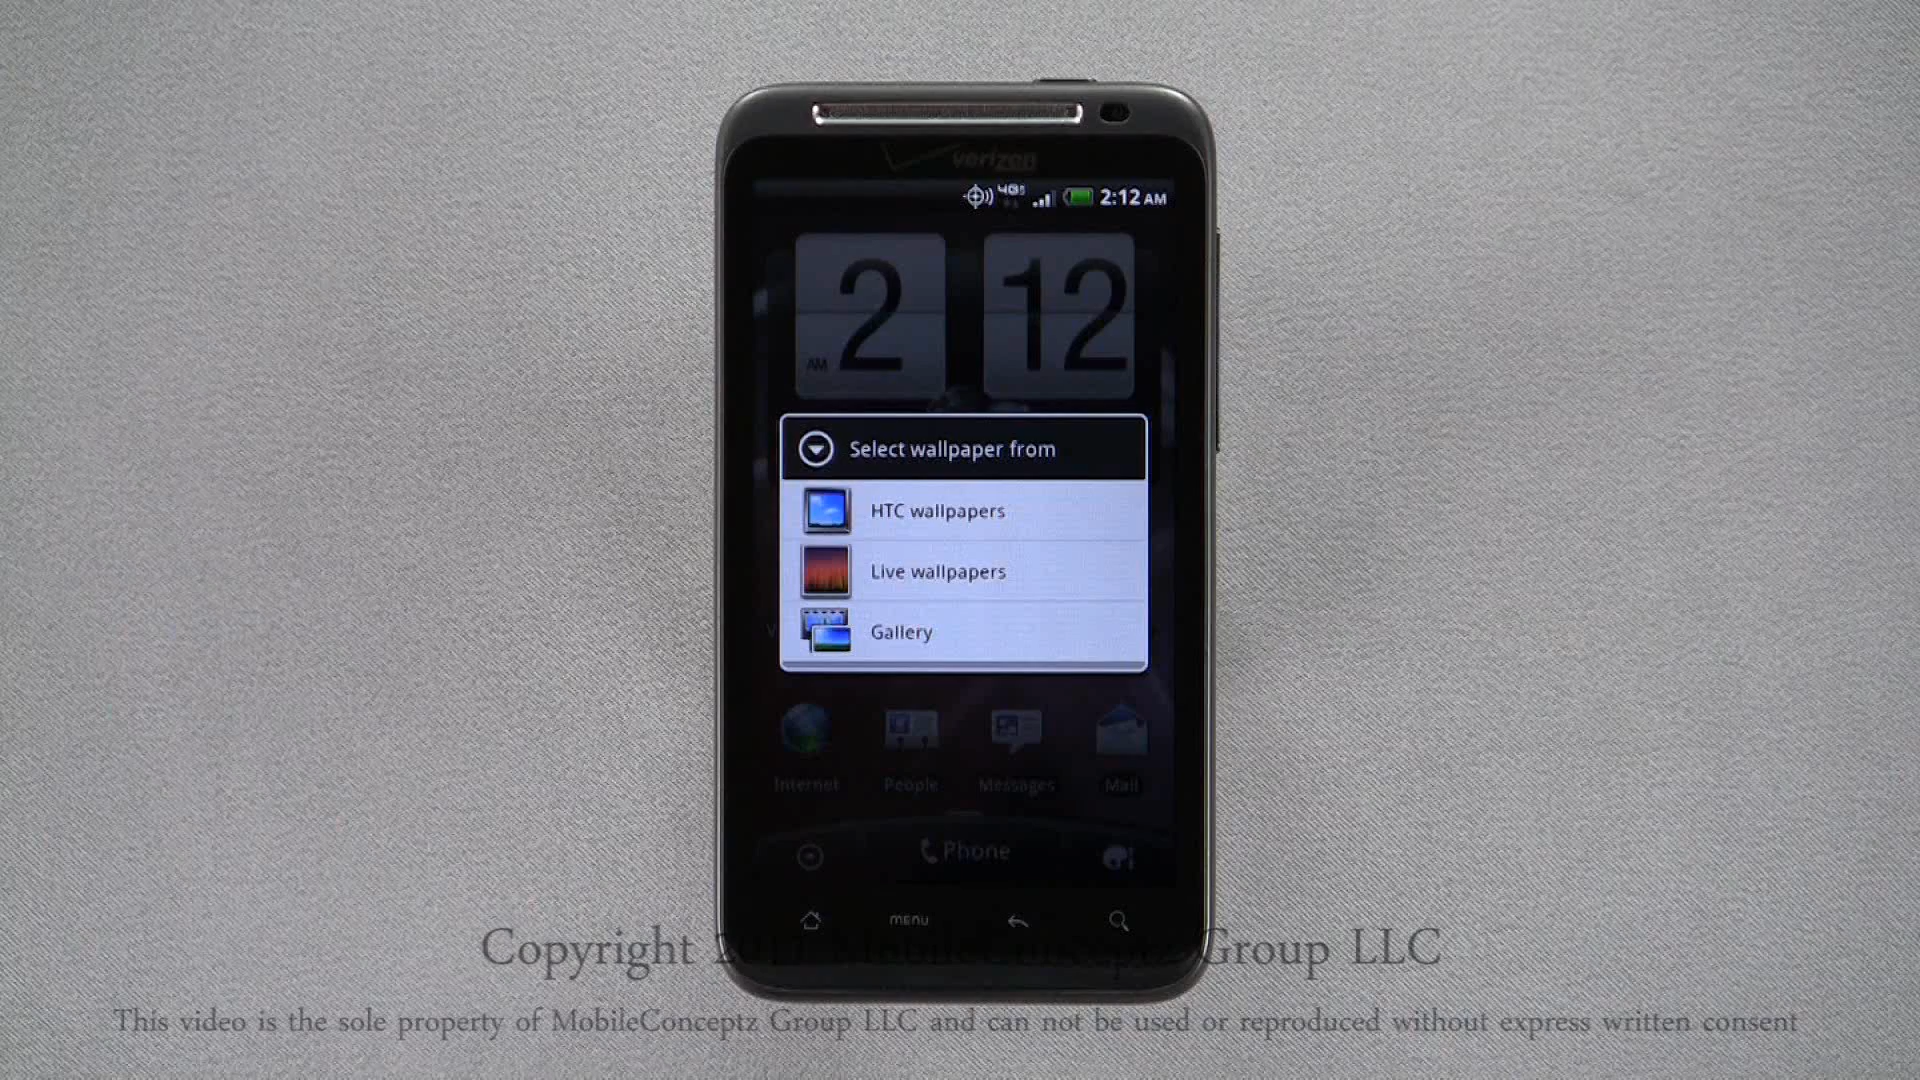 verizon
4G
2:12 AM
2 12
AM
Select wallpaper from
HTC wallpapers
Live wallpapers
Gallery
Internet People Messages Mail
Phone
MENU
Copyright MobileConceptz Group LLC
This video is the sole property of MobileConceptz Group LLC and can not be used or reproduced without express written consent